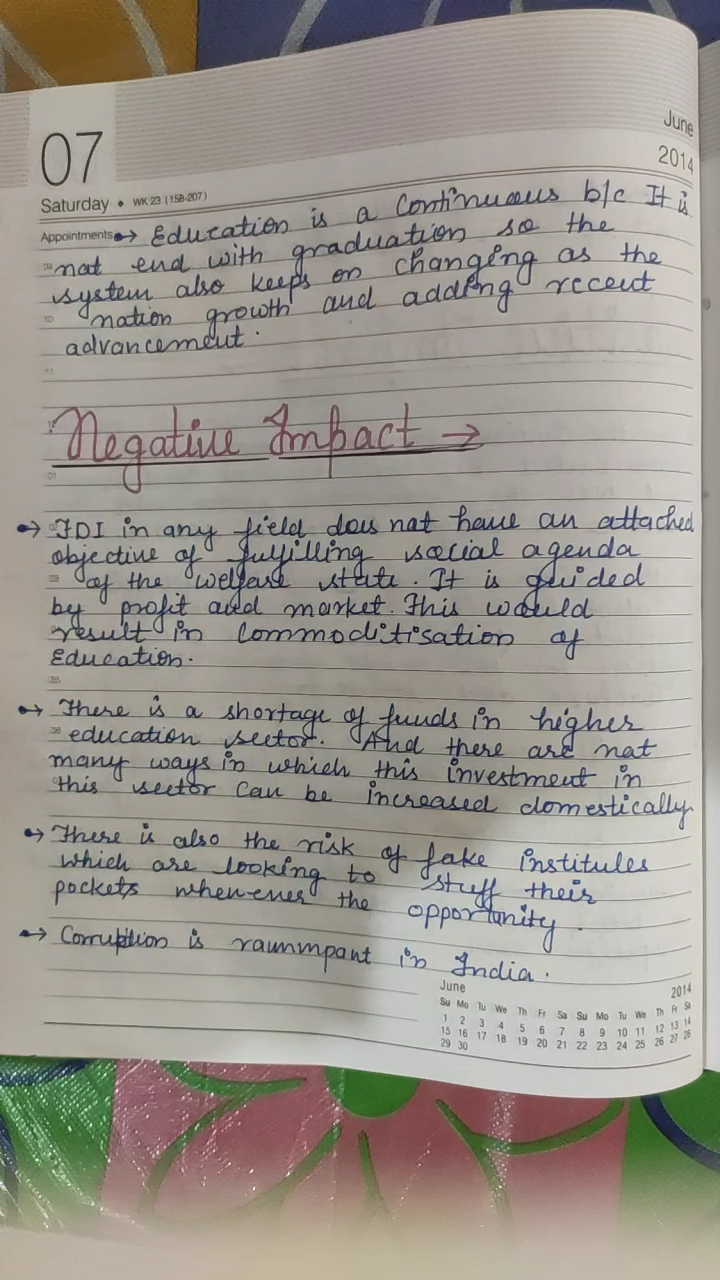 June
07
2014
Saturday ♦ WK 23 (158-207)
Appointments → Education is a Continuous b/c It is
not end with graduation so the
system also keeps on changing as the
nation growth and adding recent
advancement.
Negative Impact →
→ FDI in any field does not have an attached
objective of fulfilling social agenda
of the welfare state. It is guided
by profit and market. This would
result in Commoditisation of
Education.
→ There is a shortage of funds in higher
education sector. And there are not
many ways in which this investment in
this sector can be increased domestically
→ There is also the risk of fake institules
which are looking to stuff their
pockets whenever the opportunity.
→ Corruption is raummpant in India.
June 2014
Su Mo Tu We Th Fr Sa Su Mo Tu We Th Fr Sa
1 2 3 4 5 6 7 8 9 10 11 12 13 14
15 16 17 18 19 20 21 22 23 24 25 26 27 28
29 30